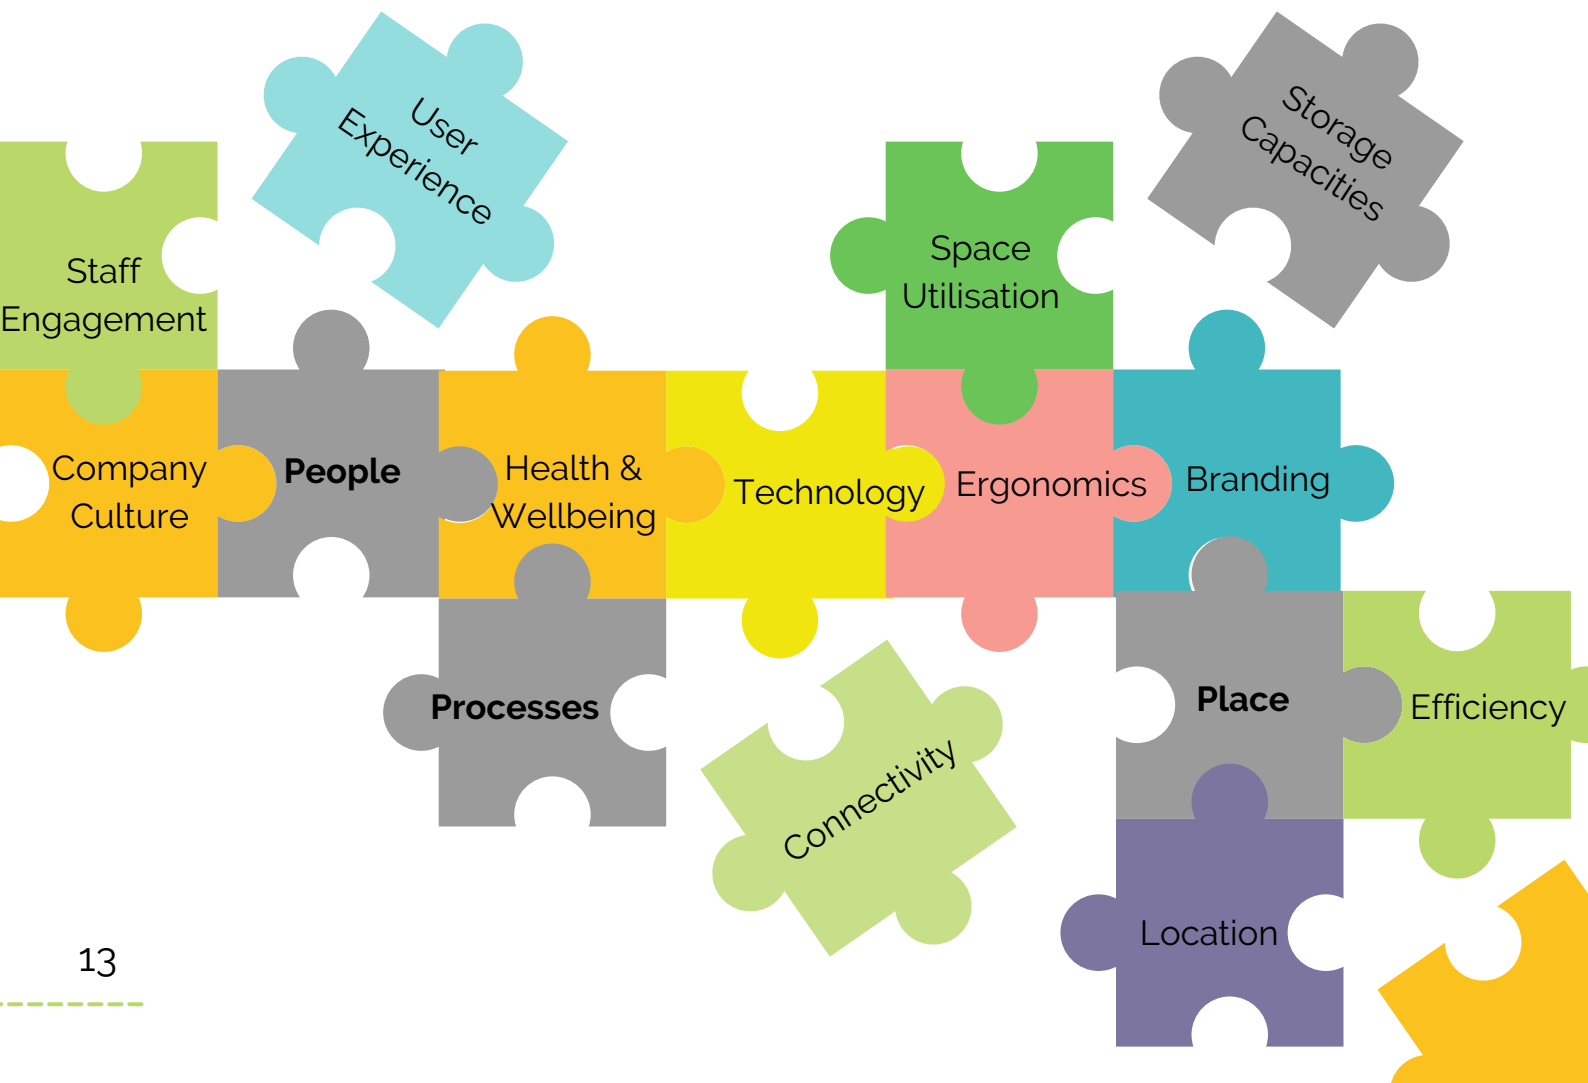 User
Experience
Storage
Capacities
Staff
Engagement
Space
Utilisation
Company
Culture
People
Health &
Wellbeing
Technology
Ergonomics
Branding
Processes
Connectivity
Place
Efficiency
Location
13